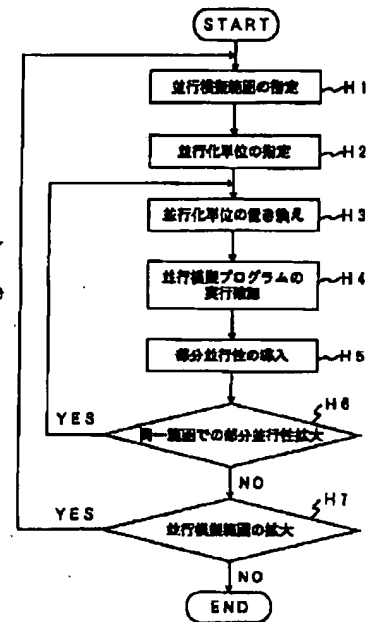 START
並行模擬範囲の指定
H1
並行化単位の指定
H2
並行化単位の置き換え
H3
並行模擬プログラムの
実行確認
H4
部分並行性の導入
H5
H6
同一範囲での部分並行性拡大
YES
NO
H7
並行模擬範囲の拡大
YES
NO
END